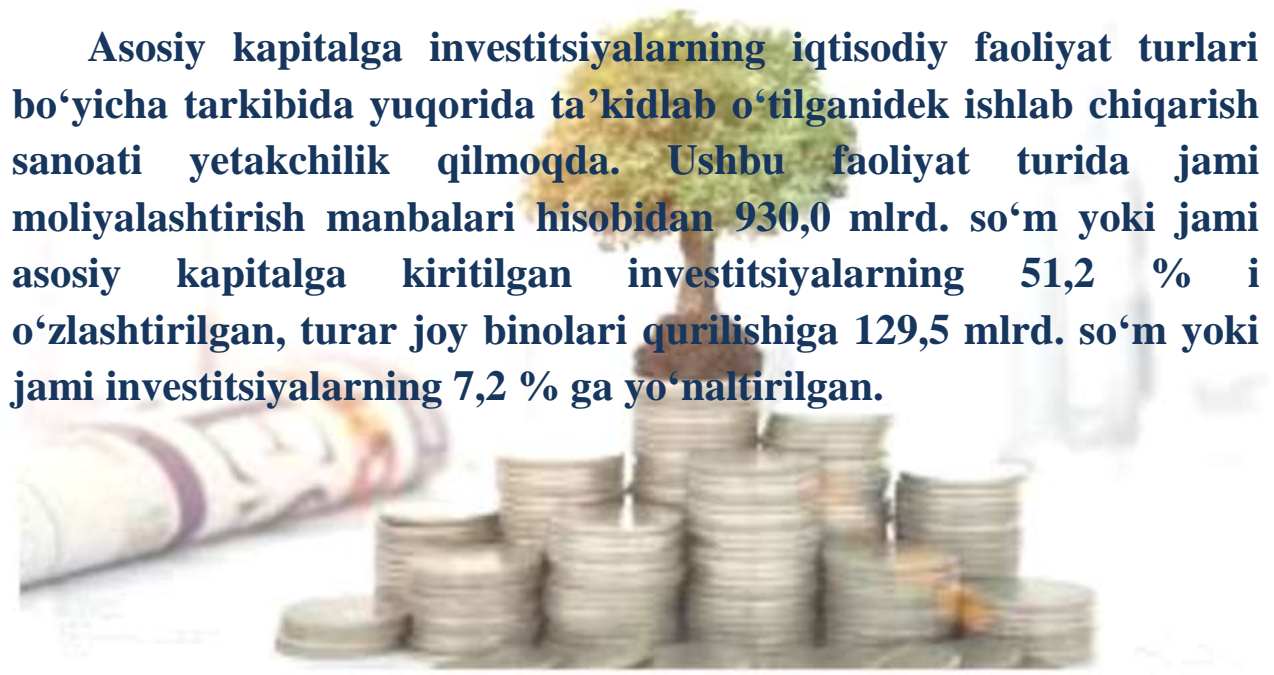 Asosiy kapitalga investitsiyalarning iqtisodiy faoliyat turlari
bo‘yicha tarkibida yuqorida ta’kidlab o‘tilganidek ishlab chiqarish
sanoati yetakchilik qilmoqda. Ushbu faoliyat turida jami
moliyalashtirish manbalari hisobidan 930,0 mlrd. so‘m yoki jami
asosiy kapitalga kiritilgan investitsiyalarning 51,2 % i
o‘zlashtirilgan, turar joy binolari qurilishiga 129,5 mlrd. so‘m yoki
jami investitsiyalarning 7,2 % ga yo‘naltirilgan.